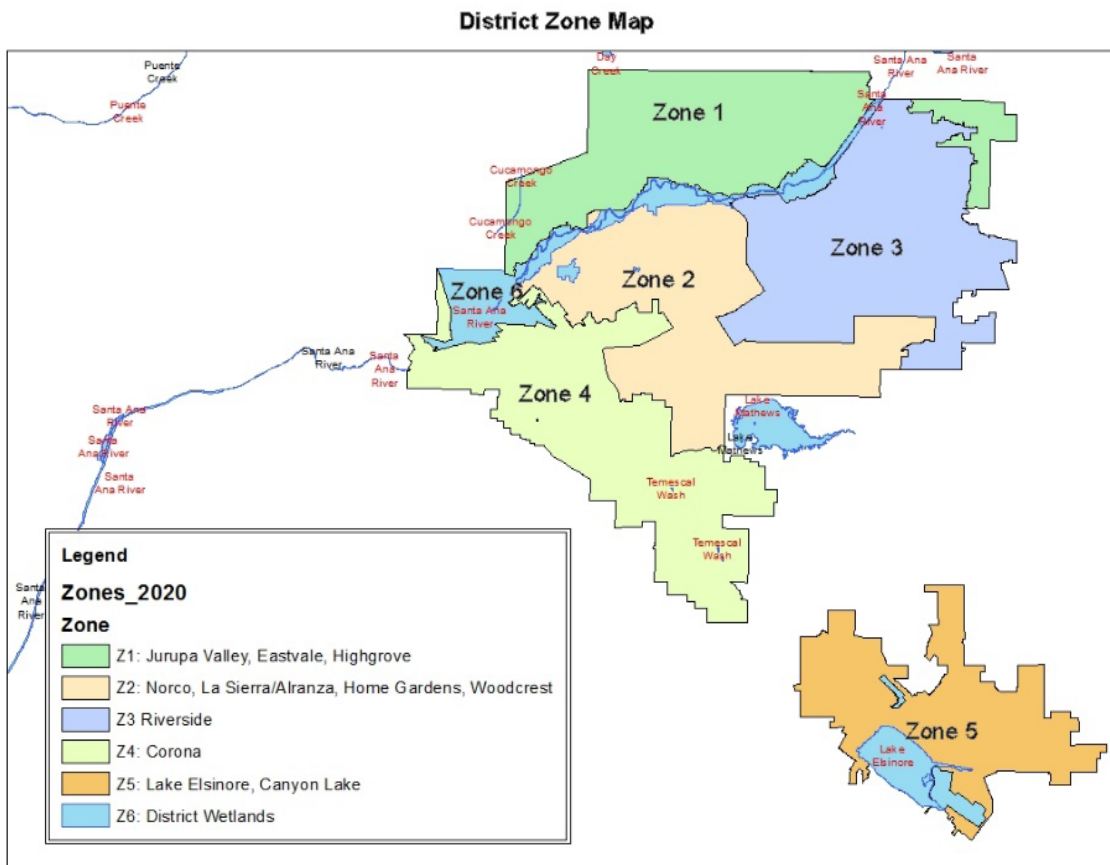 District Zone Map
Puente
Creek
Puente
Creek
Day
Creek
Santa Ana
River
Santa
Ana River
Santa
Ana
River
Zone 1
Cucamongo
Creek
Cucamongo
Creek
Zone 3
Zone 2
Zone 6
Santa Ana
River
Santa Ana
River
Santa
Ana
River
Zone 4
Lake
Mathews
Lake
Mathews
Santa Ana
River
Santa
Ana River
Santa
Ana River
Temescal
Wash
Temescal
Wash
Santa
Ana
River
Zone 5
Lake
Elsinore
Legend
Zones_2020
Zone
Z1: Jurupa Valley, Eastvale, Highgrove
Z2: Norco, La Sierra/Alranza, Home Gardens, Woodcrest
Z3 Riverside
Z4: Corona
Z5: Lake Elsinore, Canyon Lake
Z6: District Wetlands